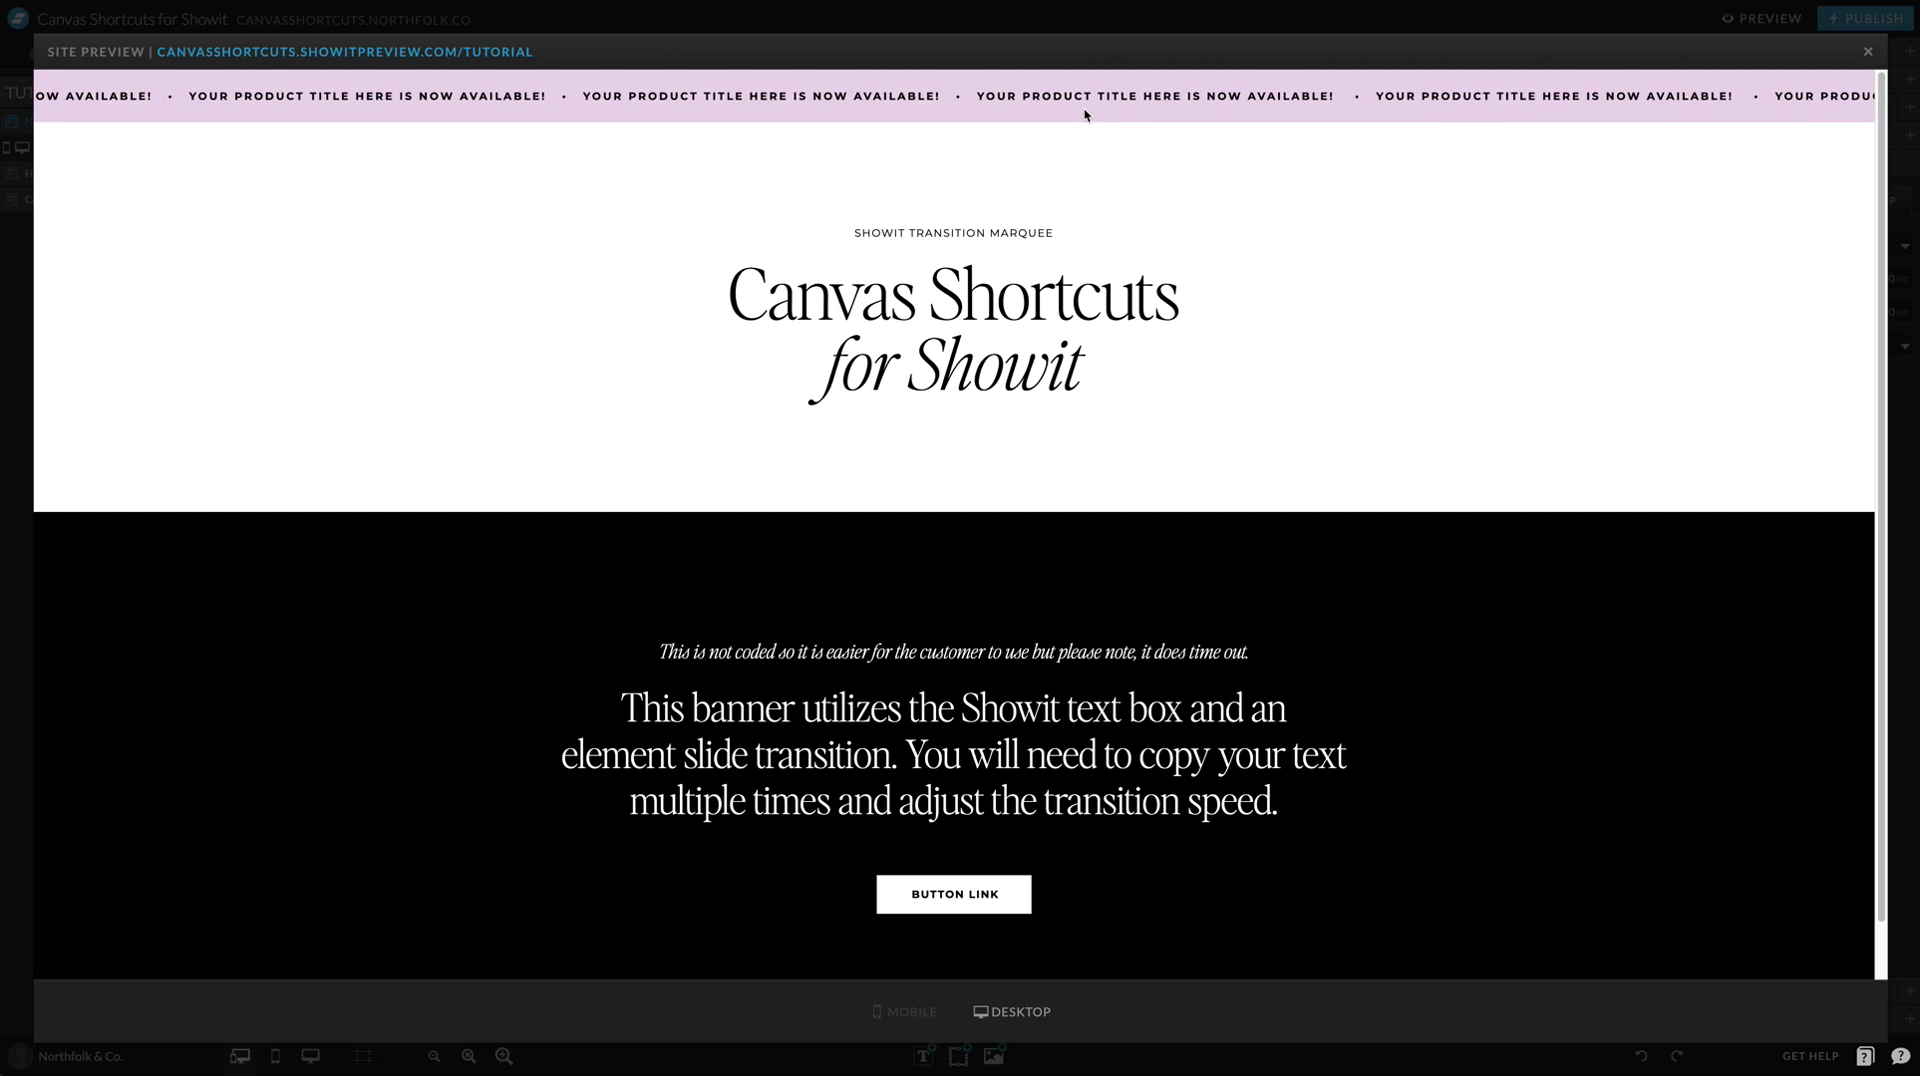 Canvas Shortcuts for Showit CANVASSHORTCUTS.NORTHFOLK.CO PREVIEW PUBLISH
SITE PREVIEW | CANVASSHORTCUTS.SHOWITPREVIEW.COM/TUTORIAL
OW AVAILABLE! • YOUR PRODUCT TITLE HERE IS NOW AVAILABLE! • YOUR PRODUCT TITLE HERE IS NOW AVAILABLE! • YOUR PRODUCT TITLE HERE IS NOW AVAILABLE! • YOUR PRODUCT TITLE HERE IS NOW AVAILABLE! • YOUR PRODU
SHOWIT TRANSITION MARQUEE
Canvas Shortcuts
for Showit
This is not coded so it is easier for the customer to use but please note, it does time out.
This banner utilizes the Showit text box and an
element slide transition. You will need to copy your text
multiple times and adjust the transition speed.
BUTTON LINK
MOBILE DESKTOP
Northfolk & Co. GET HELP